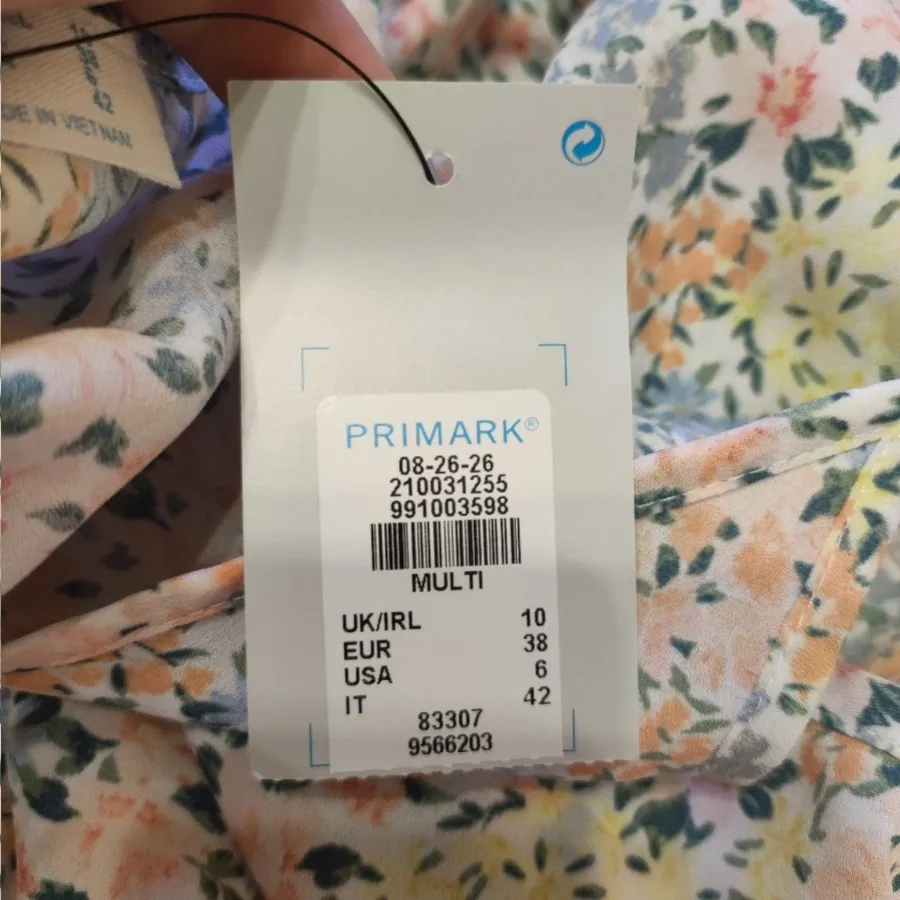 42
DE IN VIETNAM
PRIMARK®
08-26-26
210031255
991003598
MULTI
UK/IRL 10
EUR 38
USA 6
IT 42
83307
9566203